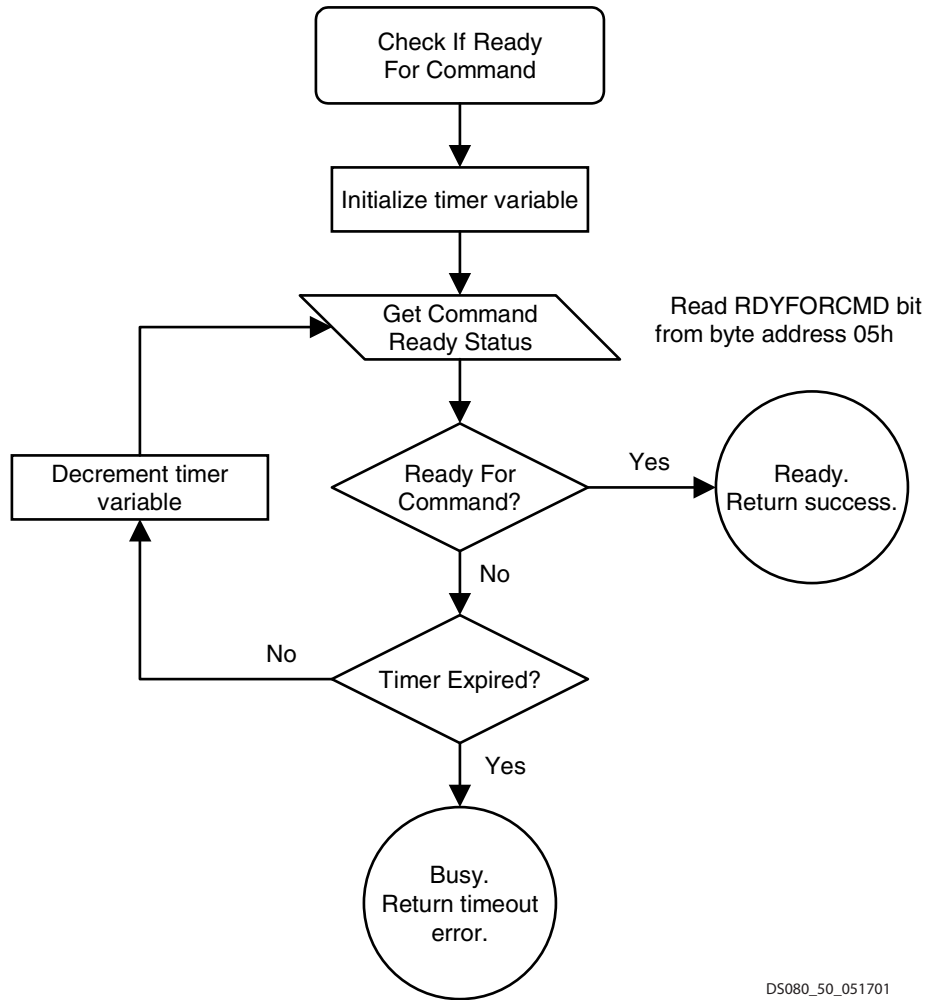 Check If Ready
For Command
Initialize timer variable
Get Command
Ready Status
Read RDYFORCMD bit
from byte address 05h
Decrement timer
variable
Ready For
Command?
Yes
Ready.
Return success.
No
No
Timer Expired?
Yes
Busy.
Return timeout
error.
DS080_50_051701